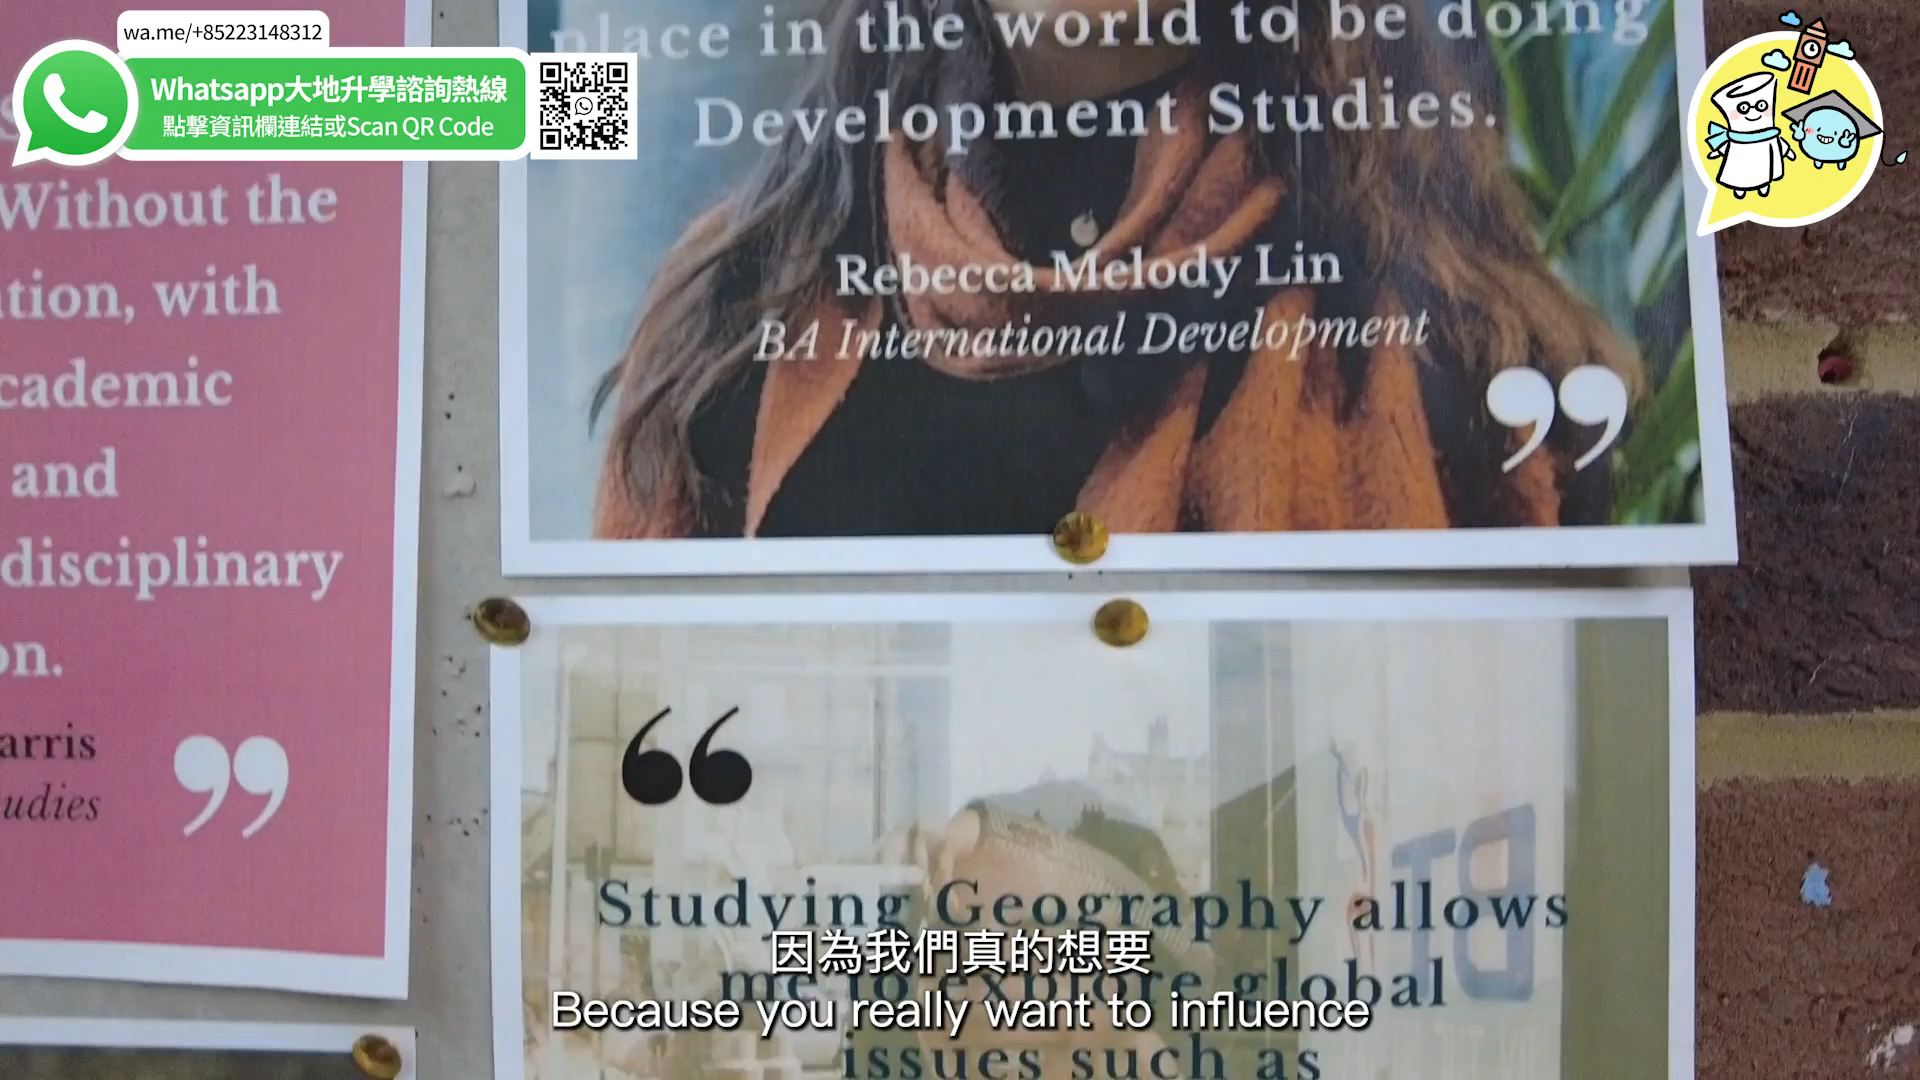 wa.me/+85223148312
Whatsapp大地升學諮詢熱線
點擊資訊欄連結或Scan QR Code
place in the world to be doing
Development Studies.
Rebecca Melody Lin
BA International Development
”
Without the
tion, with
cademic
and
disciplinary
on.
arris
udies
”
“
Studying Geography allows
me to explore global
issues such as
BT
因為我們真的想要
Because you really want to influence